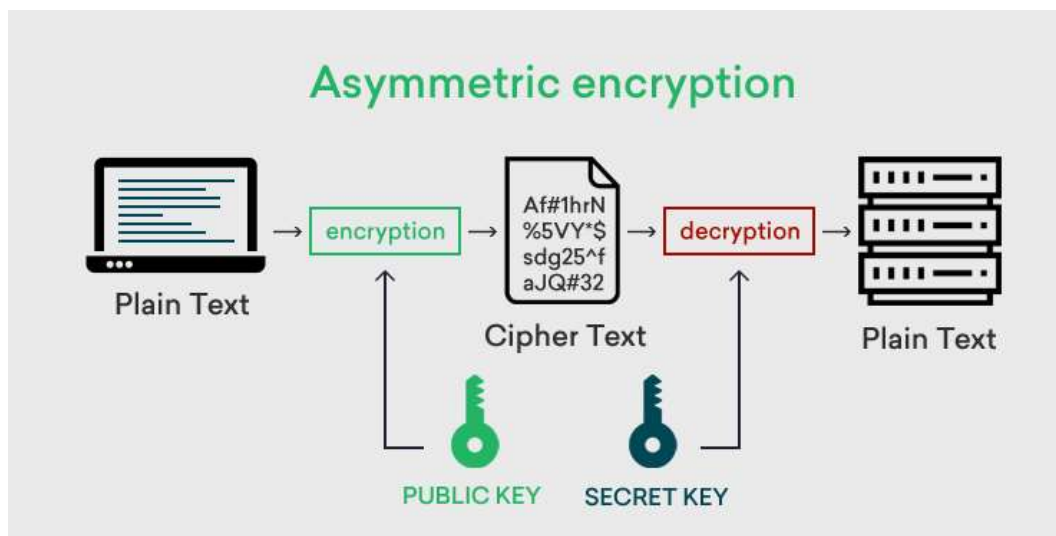 Asymmetric encryption
encryption
Af#1hrN
%5VY*$
sdg25^f
aJQ#32
decryption
Plain Text
Cipher Text
Plain Text
PUBLIC KEY
SECRET KEY